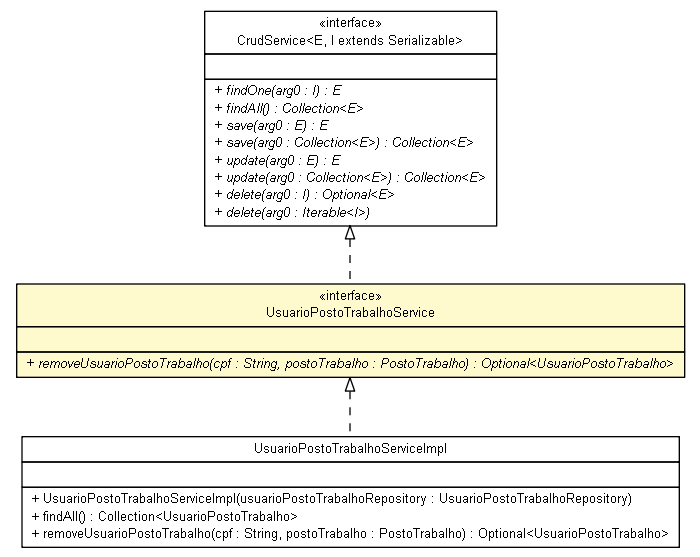 «interface»
CrudService<E, I extends Serializable>
+ findOne(arg0 : I) : E
+ findAll() : Collection<E>
+ save(arg0 : E) : E
+ save(arg0 : Collection<E>) : Collection<E>
+ update(arg0 : E) : E
+ update(arg0 : Collection<E>) : Collection<E>
+ delete(arg0 : I) : Optional<E>
+ delete(arg0 : Iterable<I>)
«interface»
UsuarioPostoTrabalhoService
+ removeUsuarioPostoTrabalho(cpf : String, postoTrabalho : PostoTrabalho) : Optional<UsuarioPostoTrabalho>
UsuarioPostoTrabalhoServiceImpl
+ UsuarioPostoTrabalhoServiceImpl(usuarioPostoTrabalhoRepository : UsuarioPostoTrabalhoRepository)
+ findAll() : Collection<UsuarioPostoTrabalho>
+ removeUsuarioPostoTrabalho(cpf : String, postoTrabalho : PostoTrabalho) : Optional<UsuarioPostoTrabalho>